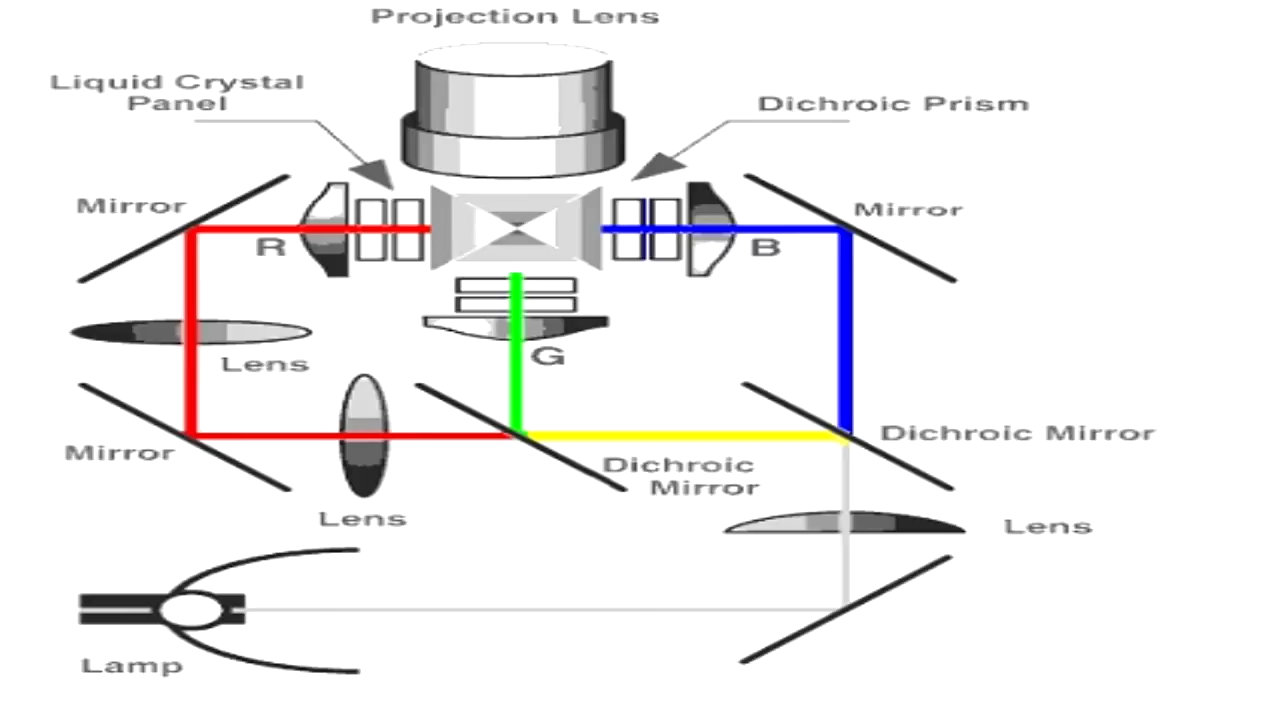 Projection Lens
Liquid Crystal
Panel
Dichroic Prism
Mirror
Mirror
R
B
G
Lens
Mirror
Dichroic Mirror
Dichroic
Mirror
Lens
Lens
Lamp